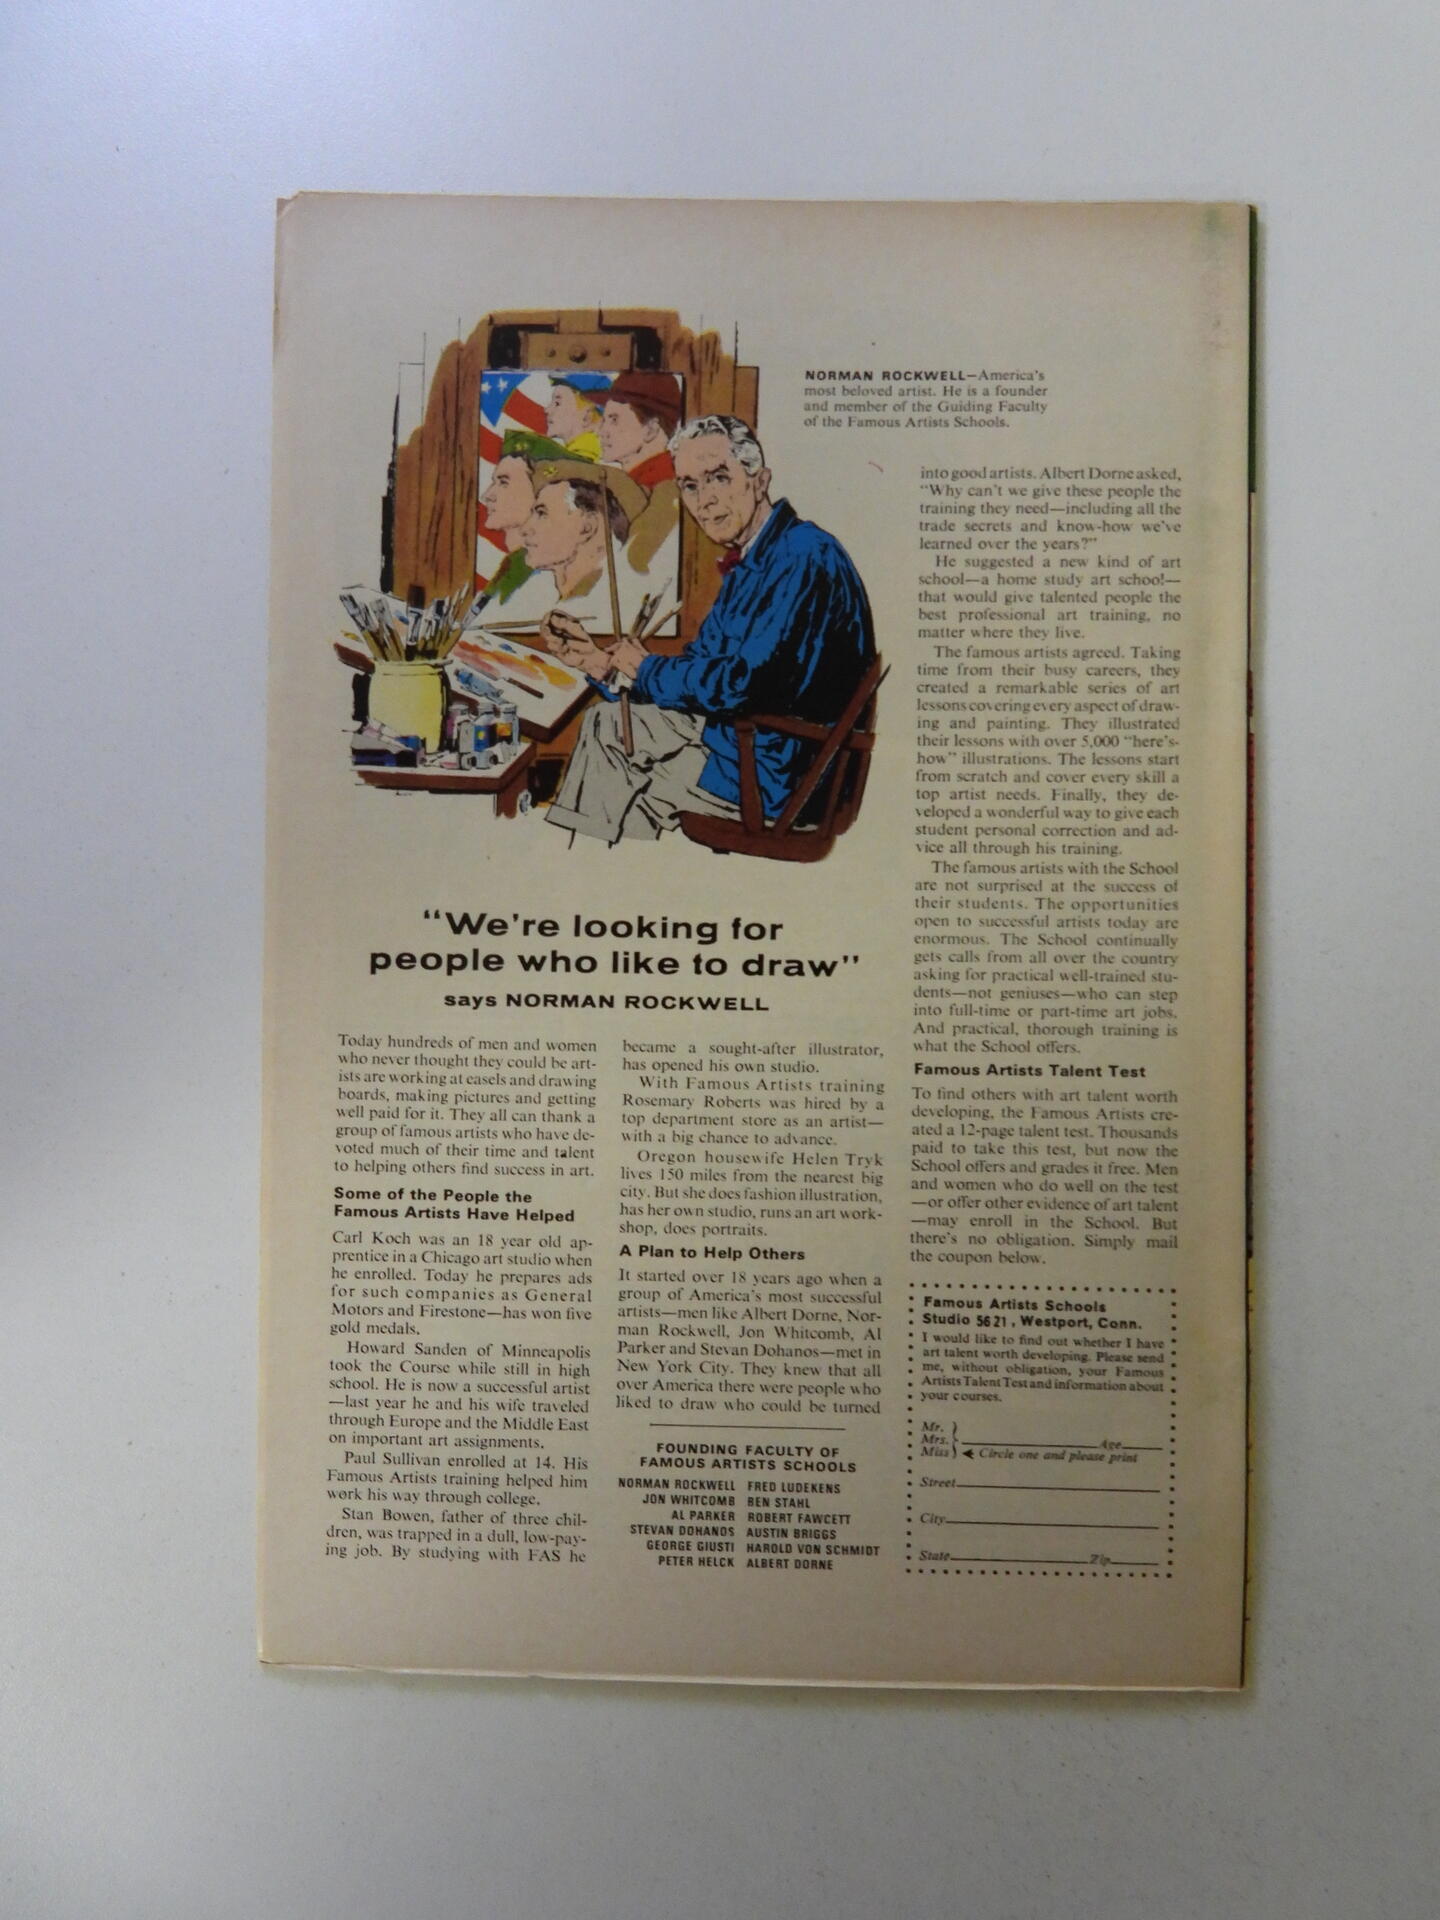 NORMAN ROCKWELL—America's
most beloved artist. He is a founder
and member of the Guiding Faculty
of the Famous Artists Schools.
"We're looking for
people who like to draw"
says NORMAN ROCKWELL
Today hundreds of men and women
who never thought they could be art-
ists are working at easels and drawing
boards, making pictures and getting
well paid for it. They all can thank a
group of famous artists who have de-
voted much of their time and talent
to helping others find success in art.
Some of the People the
Famous Artists Have Helped
Carl Koch was an 18 year old ap-
prentice in a Chicago art studio when
he enrolled. Today he prepares ads
for such companies as General
Motors and Firestone—has won five
gold medals.
Howard Sanden of Minneapolis
took the Course while still in high
school. He is now a successful artist
—last year he and his wife traveled
through Europe and the Middle East
on important art assignments.
Paul Sullivan enrolled at 14. His
Famous Artists training helped him
work his way through college.
Stan Bowen, father of three chil-
dren, was trapped in a dull, low-pay-
ing job. By studying with FAS he
became a sought-after illustrator,
has opened his own studio.
With Famous Artists training
Rosemary Roberts was hired by a
top department store as an artist—
with a big chance to advance.
Oregon housewife Helen Tryk
lives 150 miles from the nearest big
city. But she does fashion illustration,
has her own studio, runs an art work-
shop, does portraits.
A Plan to Help Others
It started over 18 years ago when a
group of America's most successful
artists—men like Albert Dorne, Nor-
man Rockwell, Jon Whitcomb, Al
Parker and Stevan Dohanos—met in
New York City. They knew that all
over America there were people who
liked to draw who could be turned
FOUNDING FACULTY OF
FAMOUS ARTISTS SCHOOLS
NORMAN ROCKWELL FRED LUDEKENS
JON WHITCOMB BEN STAHL
AL PARKER ROBERT FAWCETT
STEVAN DOHANOS AUSTIN BRIGGS
GEORGE GIUSTI HAROLD VON SCHMIDT
PETER HELCK ALBERT DORNE
into good artists. Albert Dorne asked,
"Why can't we give these people the
training they need—including all the
trade secrets and know-how we've
learned over the years?"
He suggested a new kind of art
school—a home study art school—
that would give talented people the
best professional art training, no
matter where they live.
The famous artists agreed. Taking
time from their busy careers, they
created a remarkable series of art
lessons covering every aspect of draw-
ing and painting. They illustrated
their lessons with over 5,000 "here's-
how" illustrations. The lessons start
from scratch and cover every skill a
top artist needs. Finally, they de-
veloped a wonderful way to give each
student personal correction and ad-
vice all through his training.
The famous artists with the School
are not surprised at the success of
their students. The opportunities
open to successful artists today are
enormous. The School continually
gets calls from all over the country
asking for practical well-trained stu-
dents—not geniuses—who can step
into full-time or part-time art jobs.
And practical, thorough training is
what the School offers.
Famous Artists Talent Test
To find others with art talent worth
developing, the Famous Artists cre-
ated a 12-page talent test. Thousands
paid to take this test, but now the
School offers and grades it free. Men
and women who do well on the test
—or offer other evidence of art talent
—may enroll in the School. But
there's no obligation. Simply mail
the coupon below.
Famous Artists Schools
Studio 5621, Westport, Conn.
I would like to find out whether I have
art talent worth developing. Please send
me, without obligation, your Famous
Artists Talent Test and information about
your courses.
Mr.
Mrs. Age
Miss Circle one and please print
Street
City
State Zip